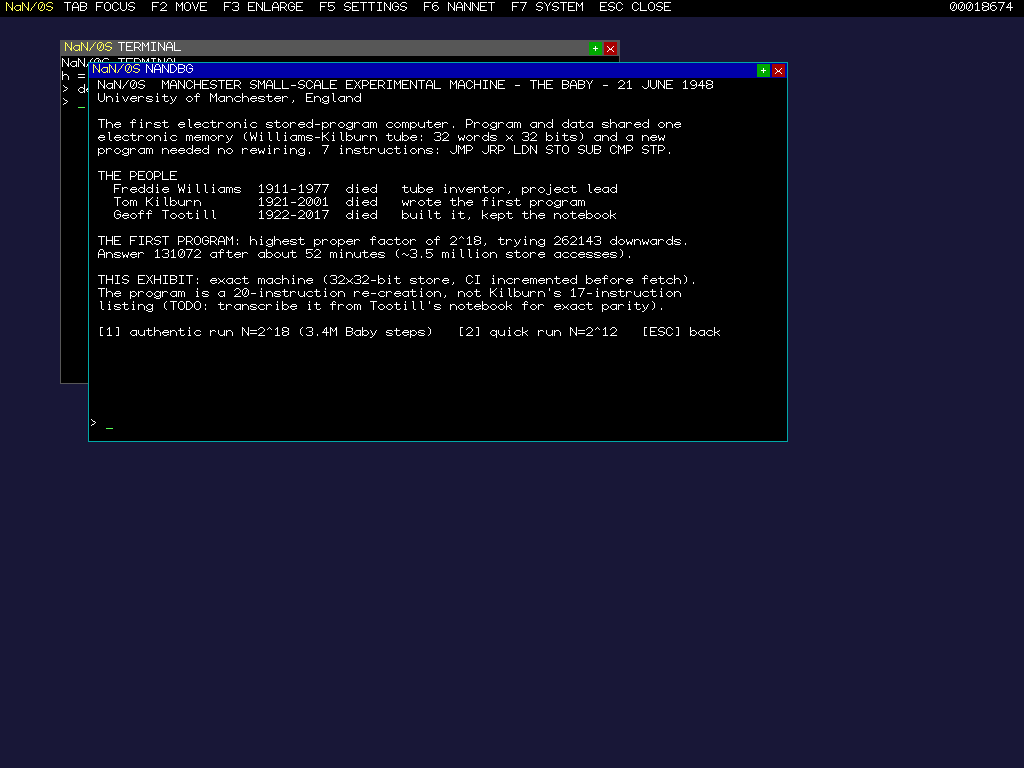 NaN/0S TAB FOCUS F2 MOVE F3 ENLARGE F5 SETTINGS F6 NANNET F7 SYSTEM ESC CLOSE 00018674
NaN/0S TERMINAL + X
h =
> de
> _
NaN/0S NANDBG + X
NaN/0S  MANCHESTER SMALL-SCALE EXPERIMENTAL MACHINE - THE BABY - 21 JUNE 1948
University of Manchester, England
The first electronic stored-program computer. Program and data shared one
electronic memory (Williams-Kilburn tube: 32 words x 32 bits) and a new
program needed no rewiring. 7 instructions: JMP JRP LDN STO SUB CMP STP.
THE PEOPLE
Freddie Williams  1911-1977  died   tube inventor, project lead
Tom Kilburn       1921-2001  died   wrote the first program
Geoff Tootill     1922-2017  died   built it, kept the notebook
THE FIRST PROGRAM: highest proper factor of 2^18, trying 262143 downwards.
Answer 131072 after about 52 minutes (~3.5 million store accesses).
THIS EXHIBIT: exact machine (32x32-bit store, CI incremented before fetch).
The program is a 20-instruction re-creation, not Kilburn's 17-instruction
listing (TODO: transcribe it from Tootill's notebook for exact parity).
[1] authentic run N=2^18 (3.4M Baby steps)   [2] quick run N=2^12   [ESC] back
> _